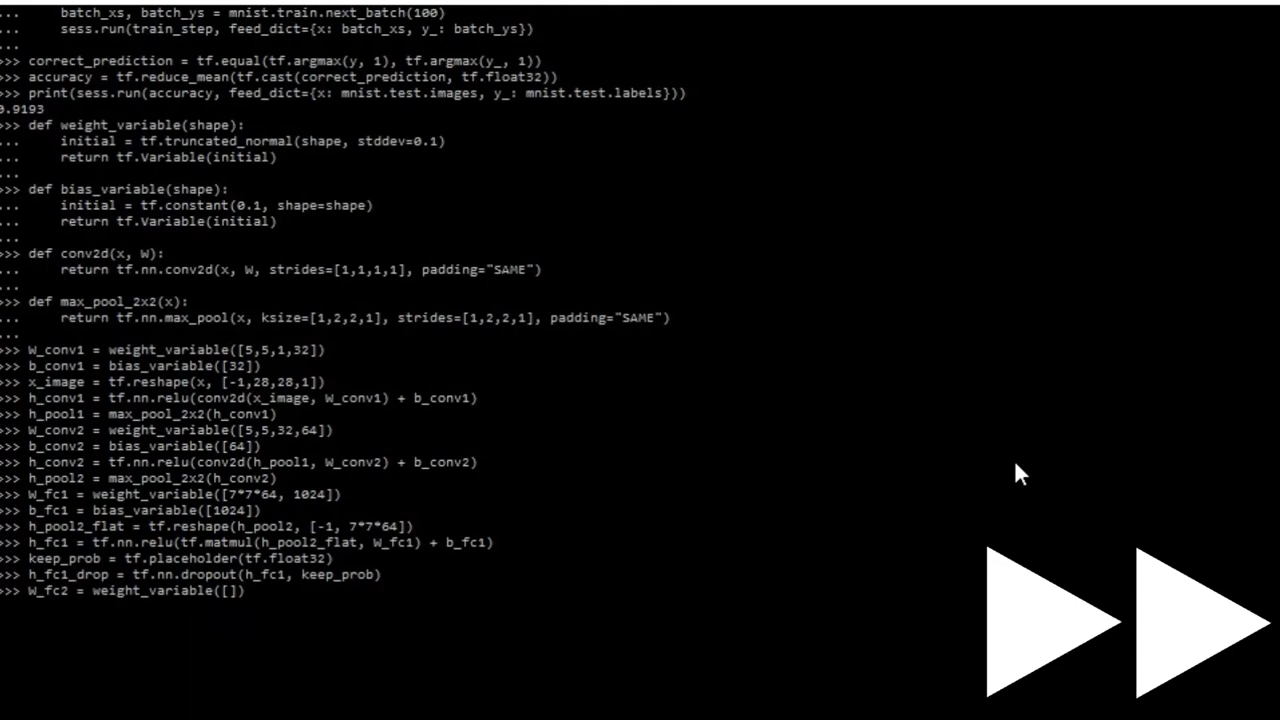 ...     batch_xs, batch_ys = mnist.train.next_batch(100)
...     sess.run(train_step, feed_dict={x: batch_xs, y_: batch_ys})
...
>>> correct_prediction = tf.equal(tf.argmax(y, 1), tf.argmax(y_, 1))
>>> accuracy = tf.reduce_mean(tf.cast(correct_prediction, tf.float32))
>>> print(sess.run(accuracy, feed_dict={x: mnist.test.images, y_: mnist.test.labels}))
0.9193
>>> def weight_variable(shape):
...     initial = tf.truncated_normal(shape, stddev=0.1)
...     return tf.Variable(initial)
...
>>> def bias_variable(shape):
...     initial = tf.constant(0.1, shape=shape)
...     return tf.Variable(initial)
...
>>> def conv2d(x, W):
...     return tf.nn.conv2d(x, W, strides=[1,1,1,1], padding="SAME")
...
>>> def max_pool_2x2(x):
...     return tf.nn.max_pool(x, ksize=[1,2,2,1], strides=[1,2,2,1], padding="SAME")
...
>>> W_conv1 = weight_variable([5,5,1,32])
>>> b_conv1 = bias_variable([32])
>>> x_image = tf.reshape(x, [-1,28,28,1])
>>> h_conv1 = tf.nn.relu(conv2d(x_image, W_conv1) + b_conv1)
>>> h_pool1 = max_pool_2x2(h_conv1)
>>> W_conv2 = weight_variable([5,5,32,64])
>>> b_conv2 = bias_variable([64])
>>> h_conv2 = tf.nn.relu(conv2d(h_pool1, W_conv2) + b_conv2)
>>> h_pool2 = max_pool_2x2(h_conv2)
>>> W_fc1 = weight_variable([7*7*64, 1024])
>>> b_fc1 = bias_variable([1024])
>>> h_pool2_flat = tf.reshape(h_pool2, [-1, 7*7*64])
>>> h_fc1 = tf.nn.relu(tf.matmul(h_pool2_flat, W_fc1) + b_fc1)
>>> keep_prob = tf.placeholder(tf.float32)
>>> h_fc1_drop = tf.nn.dropout(h_fc1, keep_prob)
>>> W_fc2 = weight_variable([])